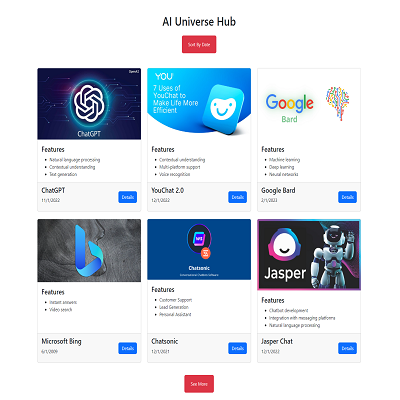 AI Universe Hub
Sort By Date
OpenAI
ChatGPT
Features
Natural language processing
Contextual understanding
Text generation
ChatGPT
11/1/2022
Details
YOU
7 Uses of
YouChat to
Make Life More
Efficient
Features
Contextual understanding
Multi-platform support
Voice recognition
YouChat 2.0
12/1/2022
Details
Google
Bard
Features
Machine learning
Deep learning
Neural networks
Google Bard
2/1/2023
Details
Features
Instant answers
Video search
Microsoft Bing
6/1/2009
Details
Chatsonic
Features
Customer Support
Lead Generation
Personal Assistant
Chatsonic
12/1/2021
Details
Jasper
Features
Chatbot development
Integration with messaging platforms
Natural language processing
Jasper Chat
12/1/2022
Details
See More